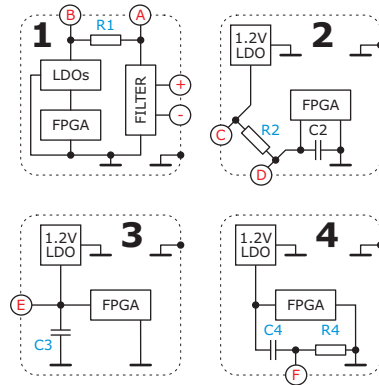 B A
1 R1
LDOs
FILTER
+
-
FPGA
2
1.2V
LDO
FPGA
C R2 C2
D
3
1.2V
LDO
E FPGA
C3
4
1.2V
LDO
FPGA
C4 R4
F